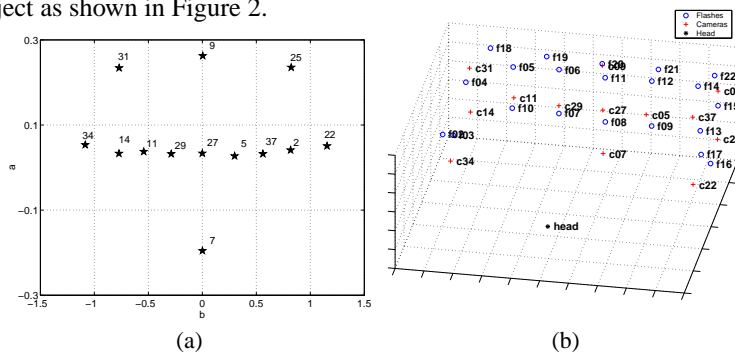 ject as shown in Figure 2.
0.3
0.1
−0.1
−0.3
a
−1.5 −1 −0.5 0 0.5 1 1.5
b
31 9 25
34 14 11 29 27 5 37 2 22
7
(a)
Flashes
Cameras
Head
f18
f19
f21
f22
c31 f05 f06
f04 f11 f12 f14
c11 c29 c27 c05 c37
c14 f10 f07 f08 f09 f13
f03
c34 c07 f17
f16
c22
head
(b)